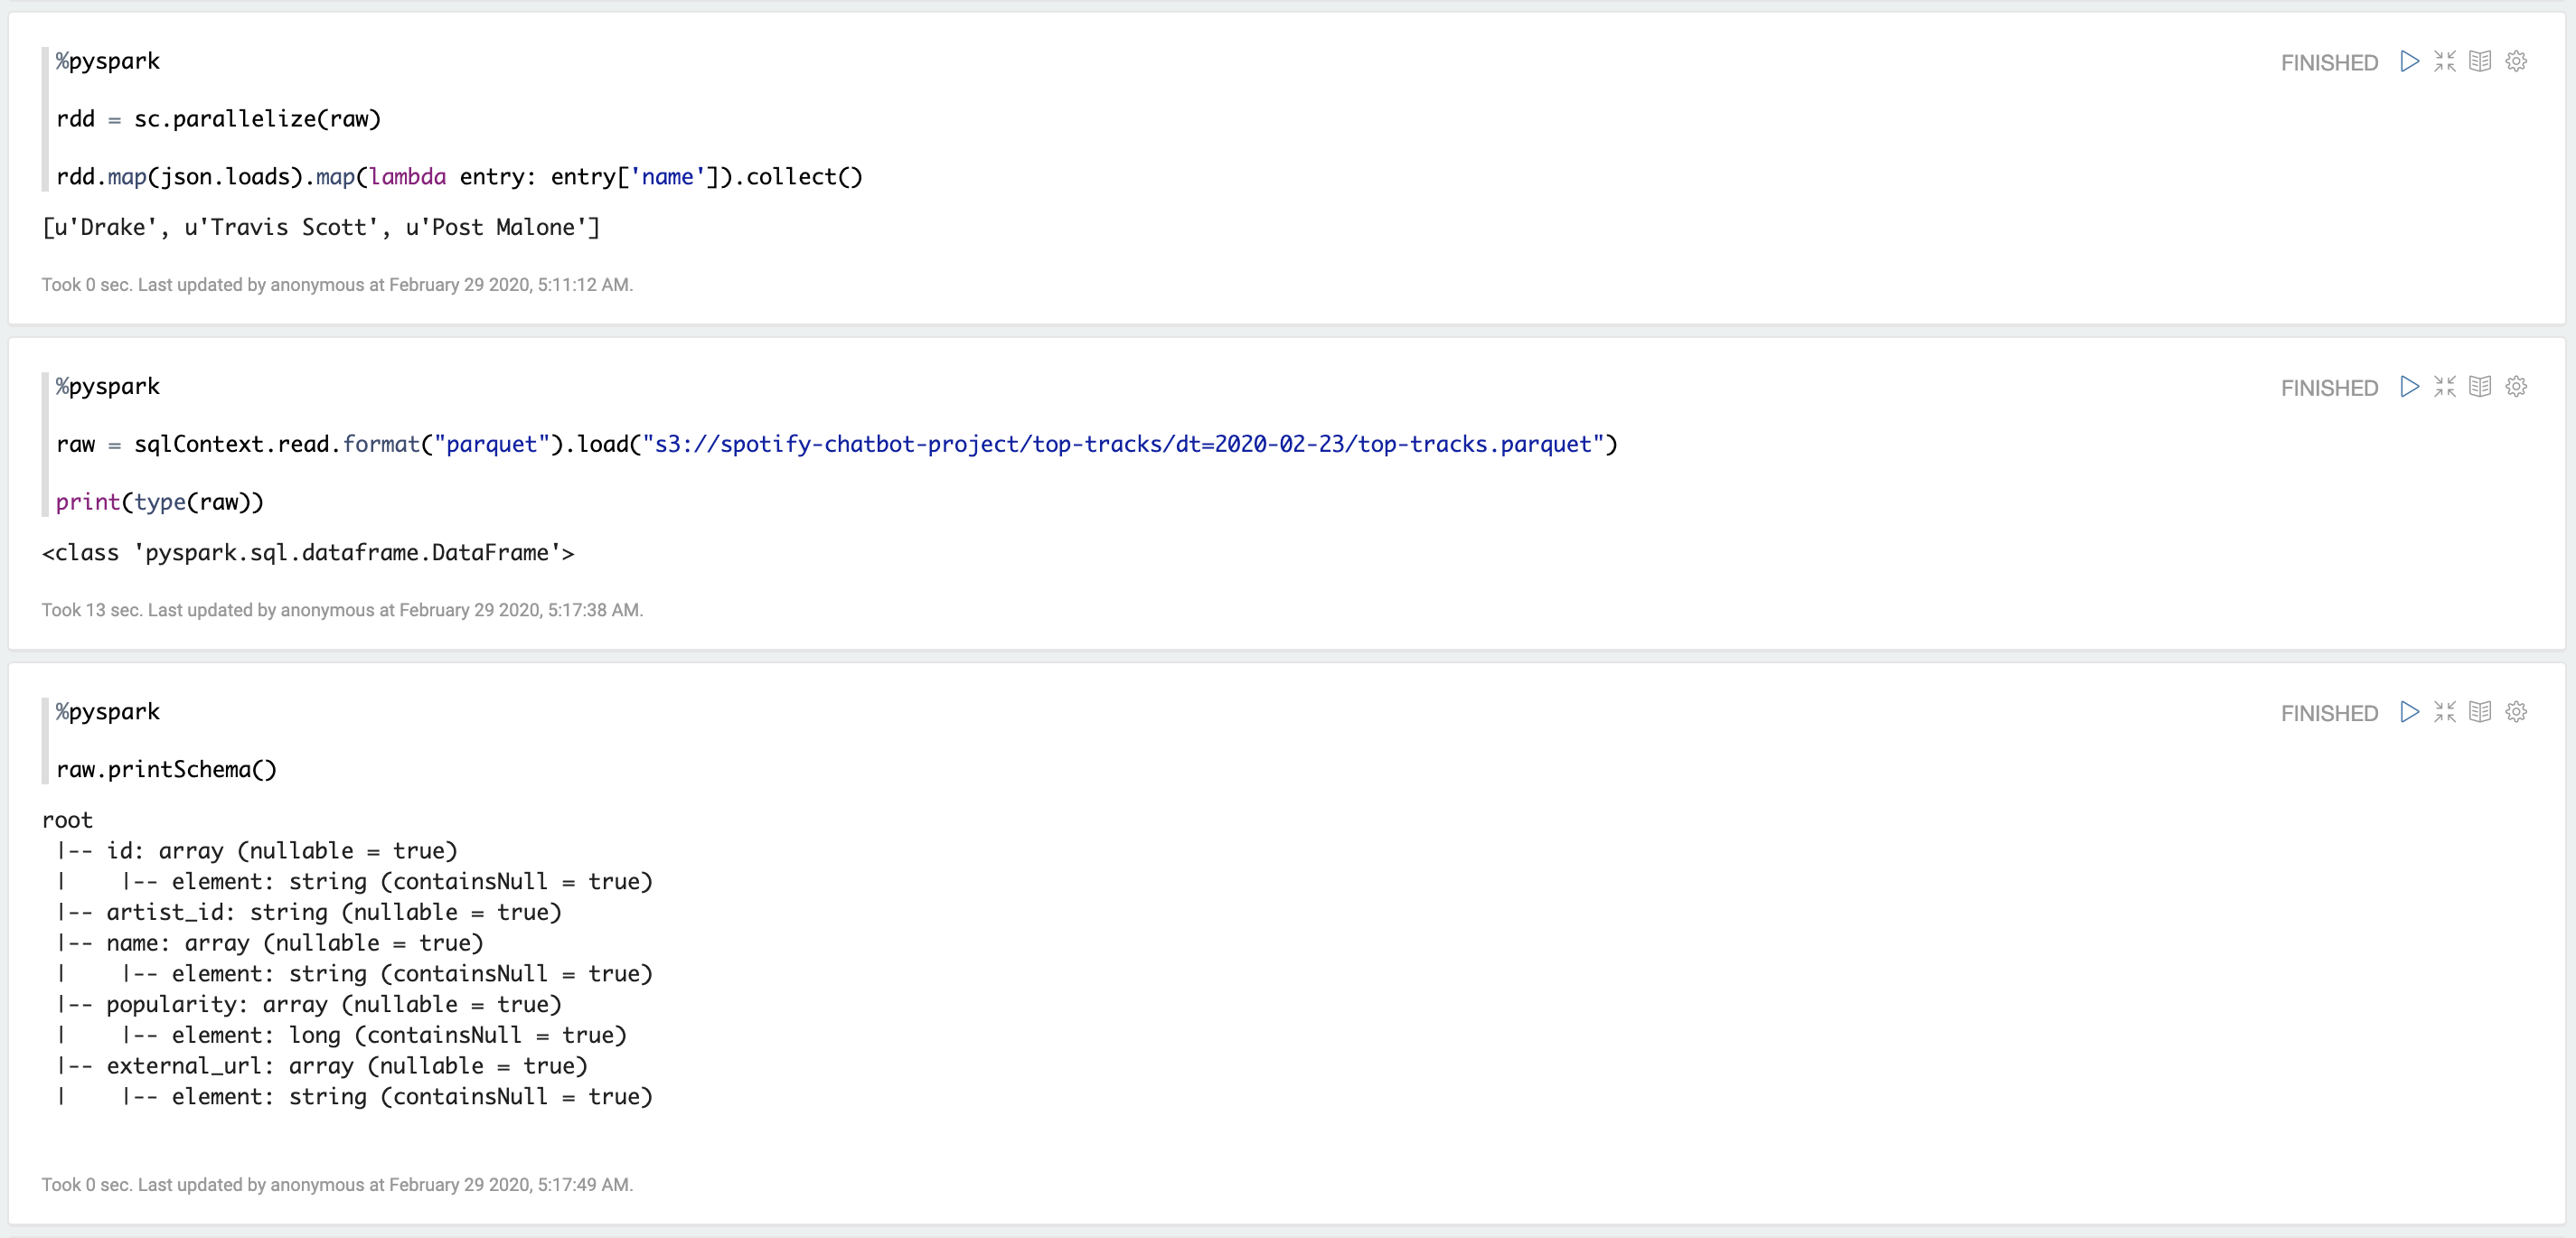 %pyspark
FINISHED
rdd = sc.parallelize(raw)
rdd.map(json.loads).map(lambda entry: entry['name']).collect()
[u'Drake', u'Travis Scott', u'Post Malone']
Took 0 sec. Last updated by anonymous at February 29 2020, 5:11:12 AM.
%pyspark
FINISHED
raw = sqlContext.read.format("parquet").load("s3://spotify-chatbot-project/top-tracks/dt=2020-02-23/top-tracks.parquet")
print(type(raw))
<class 'pyspark.sql.dataframe.DataFrame'>
Took 13 sec. Last updated by anonymous at February 29 2020, 5:17:38 AM.
%pyspark
FINISHED
raw.printSchema()
root
 |-- id: array (nullable = true)
 |    |-- element: string (containsNull = true)
 |-- artist_id: string (nullable = true)
 |-- name: array (nullable = true)
 |    |-- element: string (containsNull = true)
 |-- popularity: array (nullable = true)
 |    |-- element: long (containsNull = true)
 |-- external_url: array (nullable = true)
 |    |-- element: string (containsNull = true)
Took 0 sec. Last updated by anonymous at February 29 2020, 5:17:49 AM.